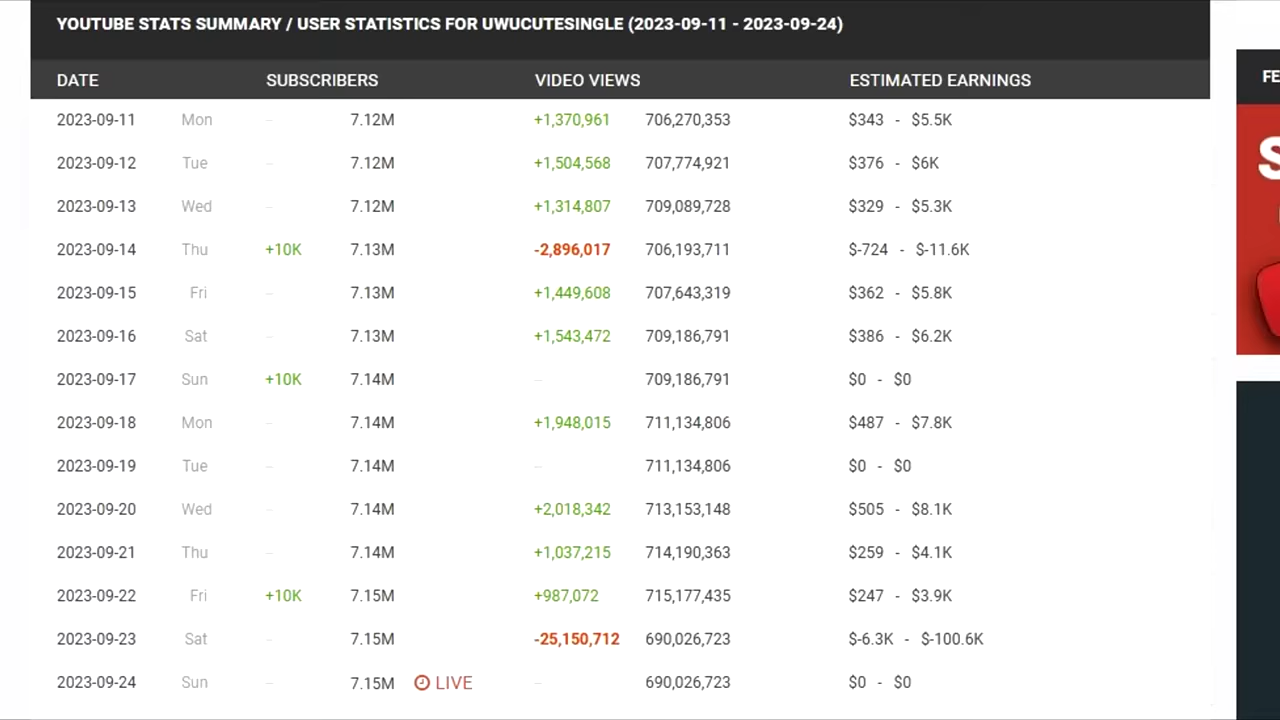 YOUTUBE STATS SUMMARY / USER STATISTICS FOR UWUCUTESINGLE (2023-09-11 - 2023-09-24)
DATE SUBSCRIBERS VIDEO VIEWS ESTIMATED EARNINGS
2023-09-11 Mon – 7.12M +1,370,961 706,270,353 $343 - $5.5K
2023-09-12 Tue – 7.12M +1,504,568 707,774,921 $376 - $6K
2023-09-13 Wed – 7.12M +1,314,807 709,089,728 $329 - $5.3K
2023-09-14 Thu +10K 7.13M -2,896,017 706,193,711 $-724 - $-11.6K
2023-09-15 Fri – 7.13M +1,449,608 707,643,319 $362 - $5.8K
2023-09-16 Sat – 7.13M +1,543,472 709,186,791 $386 - $6.2K
2023-09-17 Sun +10K 7.14M – 709,186,791 $0 - $0
2023-09-18 Mon – 7.14M +1,948,015 711,134,806 $487 - $7.8K
2023-09-19 Tue – 7.14M – 711,134,806 $0 - $0
2023-09-20 Wed – 7.14M +2,018,342 713,153,148 $505 - $8.1K
2023-09-21 Thu – 7.14M +1,037,215 714,190,363 $259 - $4.1K
2023-09-22 Fri +10K 7.15M +987,072 715,177,435 $247 - $3.9K
2023-09-23 Sat – 7.15M -25,150,712 690,026,723 $-6.3K - $-100.6K
2023-09-24 Sun – 7.15M LIVE – 690,026,723 $0 - $0
FE
S